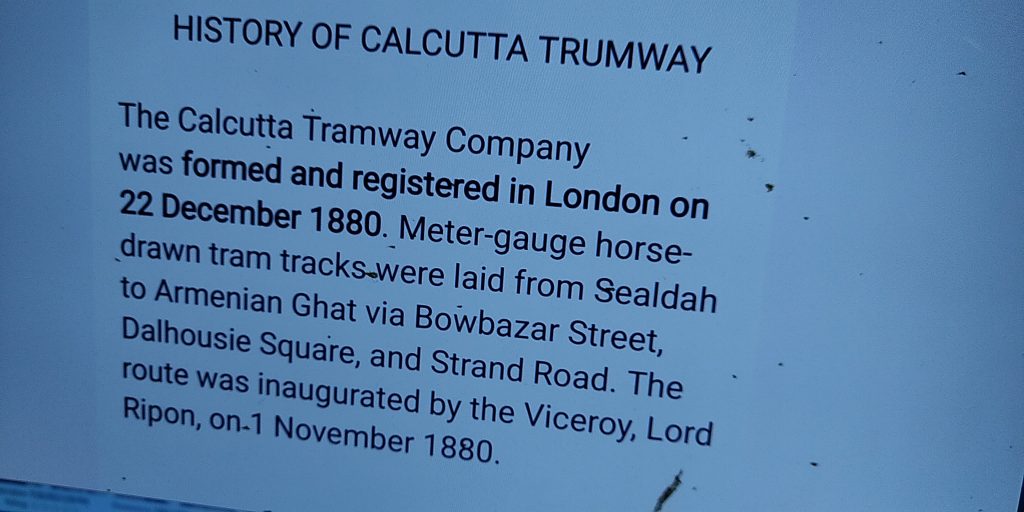 HISTORY OF CALCUTTA TRUMWAY
The Calcutta Tramway Company
was formed and registered in London on
22 December 1880. Meter-gauge horse-
drawn tram tracks were laid from Sealdah
to Armenian Ghat via Bowbazar Street,
Dalhousie Square, and Strand Road. The
route was inaugurated by the Viceroy, Lord
Ripon, on 1 November 1880.